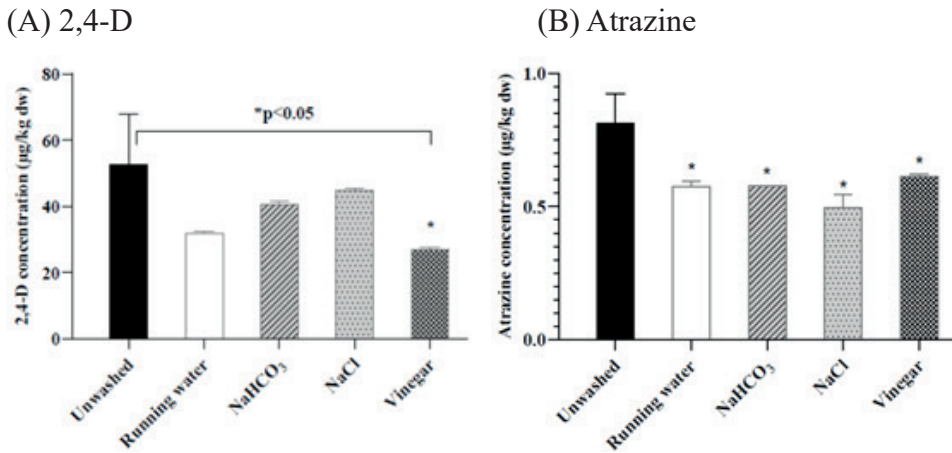 (A) 2,4-D
2,4-D concentration (µg/kg dw)
80
60
40
20
0
*p<0.05
*
Unwashed
Running water
NaHCO₃
NaCl
Vinegar
(B) Atrazine
Atrazine concentration (µg/kg dw)
1.0
0.5
0.0
*
*
*
*
Unwashed
Running water
NaHCO₃
NaCl
Vinegar